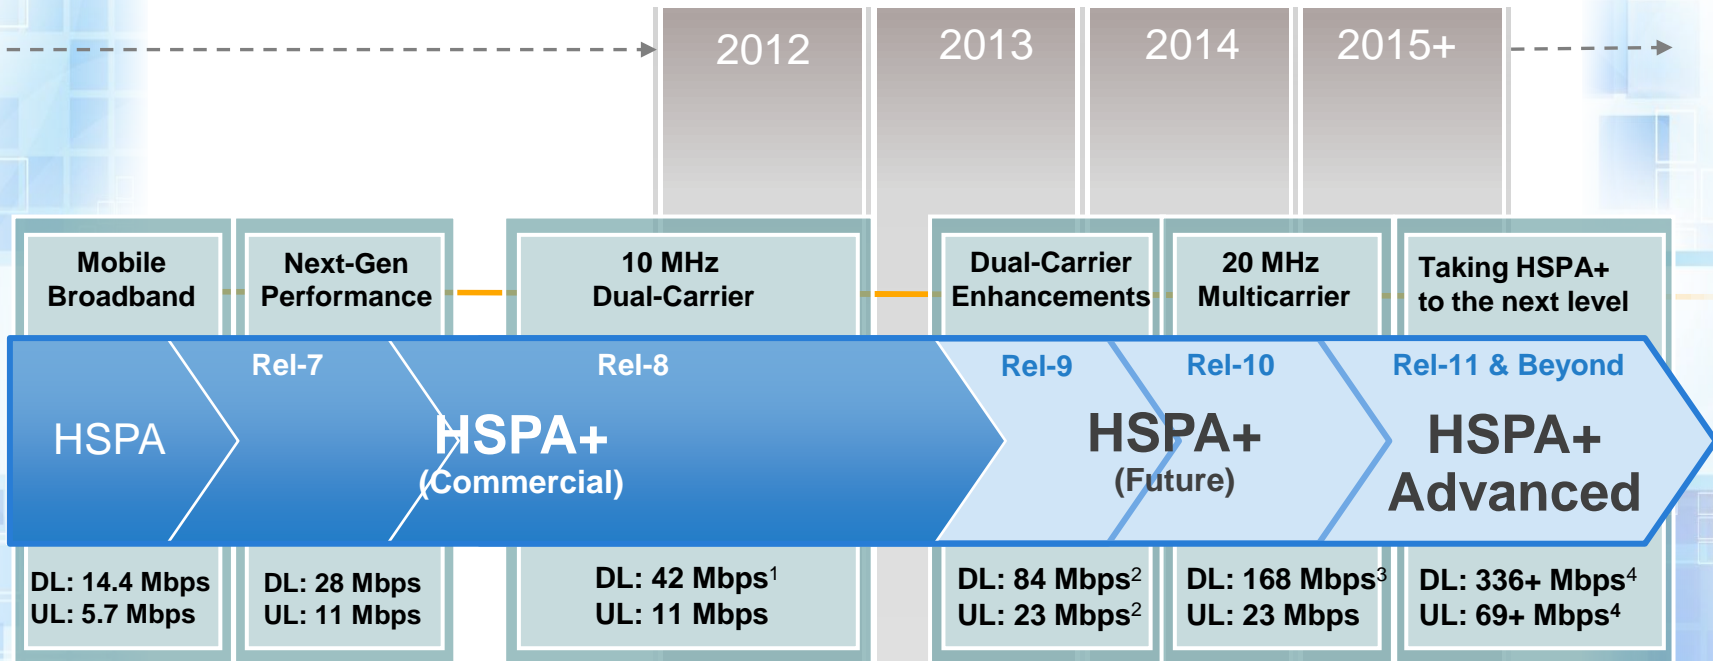 2012
2013
2014
2015+
Mobile
Broadband
Next-Gen
Performance
10 MHz
Dual-Carrier
Dual-Carrier
Enhancements
20 MHz
Multicarrier
Taking HSPA+
to the next level
Rel-7
Rel-8
Rel-9
Rel-10
Rel-11 & Beyond
HSPA
HSPA+
(Commercial)
HSPA+
(Future)
HSPA+
Advanced
DL: 14.4 Mbps
UL: 5.7 Mbps
DL: 28 Mbps
UL: 11 Mbps
DL: 42 Mbps¹
UL: 11 Mbps
DL: 84 Mbps²
UL: 23 Mbps²
DL: 168 Mbps³
UL: 23 Mbps
DL: 336+ Mbps⁴
UL: 69+ Mbps⁴